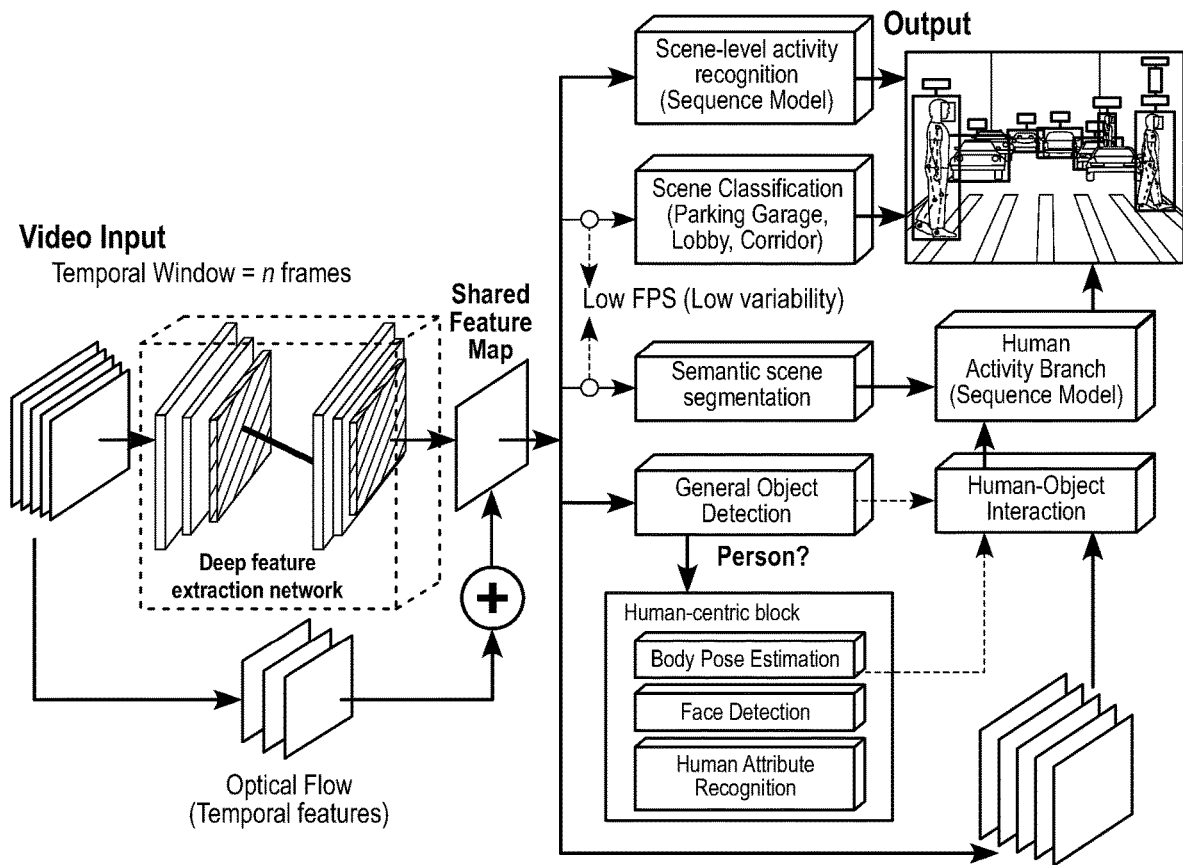 Output
Scene-level activity
recognition
(Sequence Model)
Scene Classification
(Parking Garage,
Lobby, Corridor)
Video Input
Temporal Window = n frames
Shared
Feature
Map
Low FPS (Low variability)
Semantic scene
segmentation
Human
Activity Branch
(Sequence Model)
Deep feature
extraction network
General Object
Detection
Human-Object
Interaction
Person?
Human-centric block
Body Pose Estimation
Face Detection
Human Attribute
Recognition
+
Optical Flow
(Temporal features)